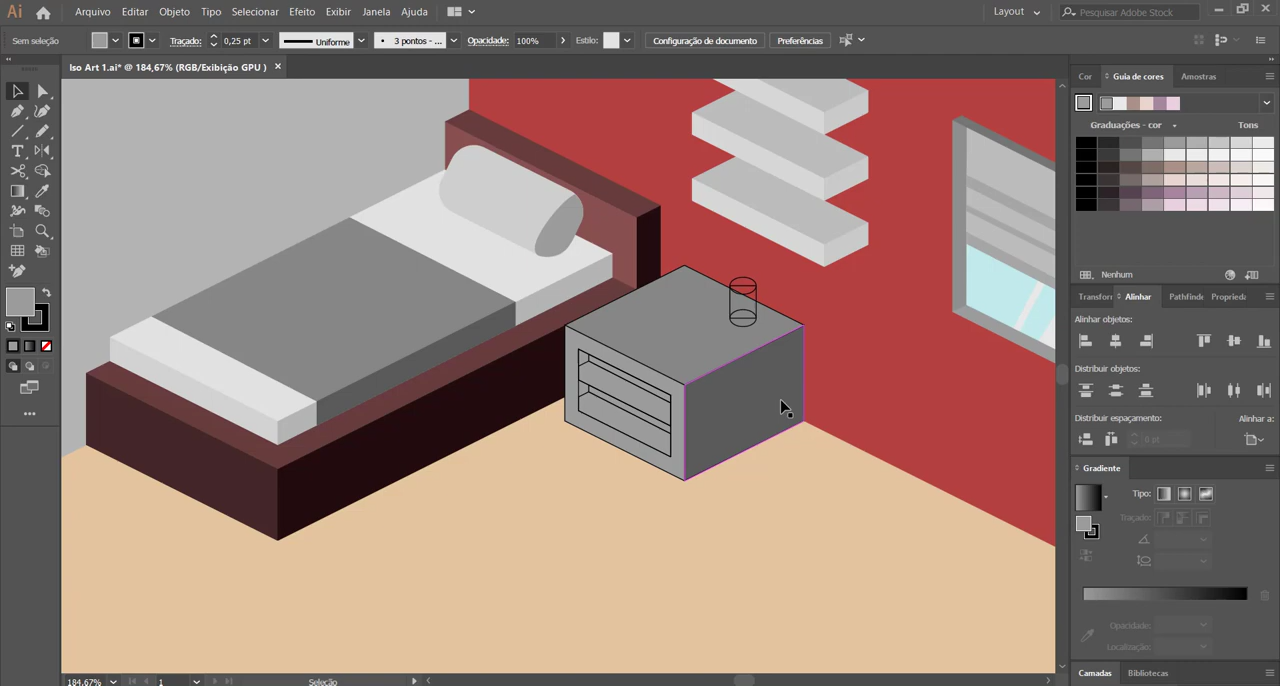 Ai Arquivo Editar Objeto Tipo Selecionar Efeito Exibir Janela Ajuda Layout Pesquisar Adobe Stock
Sem seleção Traçado: 0,25 pt Uniforme 3 pontos - ... Opacidade: 100% Estilo: Configuração de documento Preferências
Iso Art 1.ai* @ 184,67% (RGB/Exibição GPU ) ×
Cor Guia de cores Amostras
Graduações - cor Tons
Nenhum
Transform Alinhar Pathfinde Proprieda
Alinhar objetos:
Distribuir objetos:
Distribuir espaçamento: Alinhar a:
0 pt
Gradiente
Tipo:
Traçado:
Opacidade:
Localização:
Camadas Bibliotecas
184,67% 1 Seleção